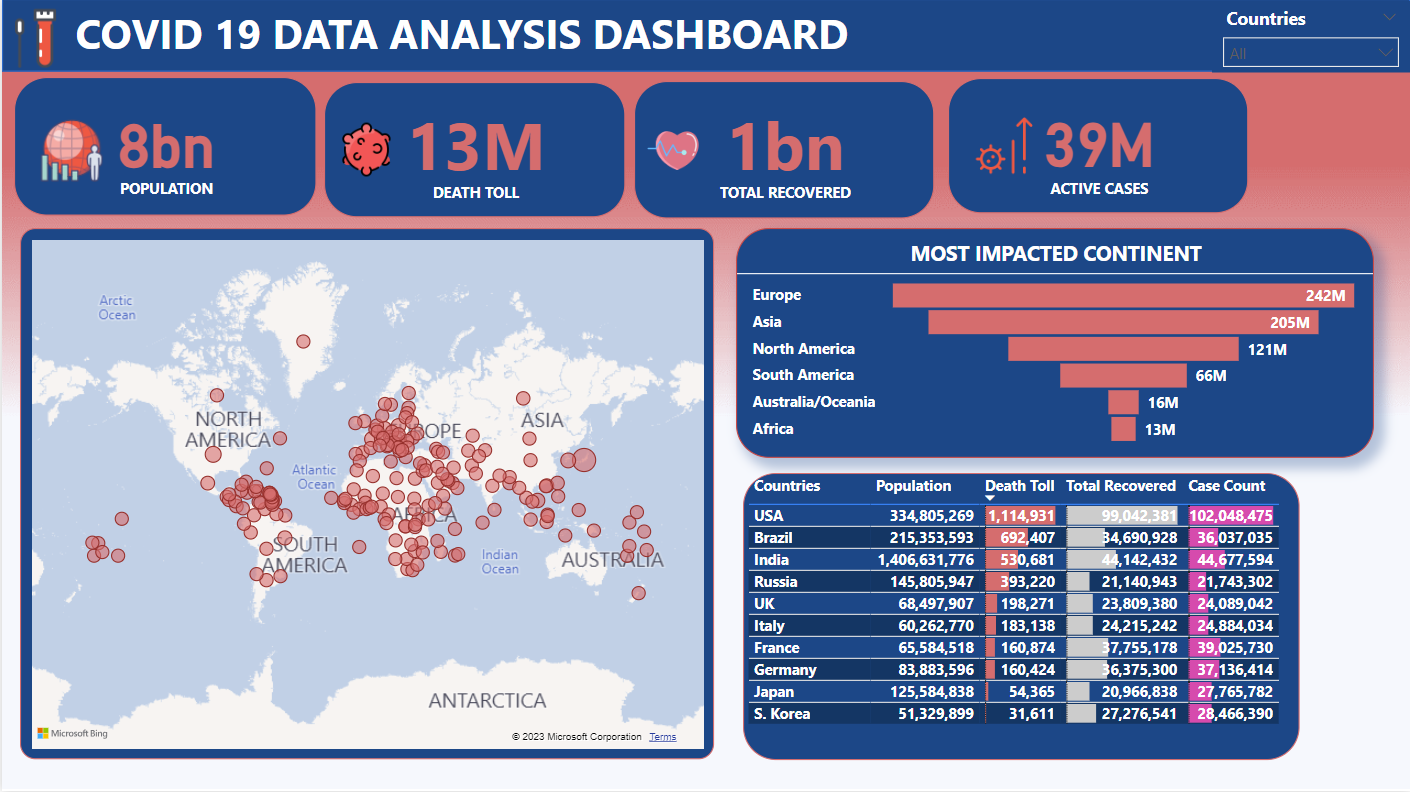 COVID 19 DATA ANALYSIS DASHBOARD
Countries
All
8bn
POPULATION
13M
DEATH TOLL
1bn
TOTAL RECOVERED
39M
ACTIVE CASES
Arctic
Ocean
NORTH
AMERICA
Atlantic
Ocean
OPE
ASIA
AFRICA
SOUTH
AMERICA
Indian
Ocean
AUSTRALIA
ANTARCTICA
Microsoft Bing
© 2023 Microsoft Corporation Terms
MOST IMPACTED CONTINENT
Europe 242M
Asia 205M
North America 121M
South America 66M
Australia/Oceania 16M
Africa 13M
Countries Population Death Toll Total Recovered Case Count
USA 334,805,269 1,114,931 99,042,381 102,048,475
Brazil 215,353,593 692,407 34,690,928 36,037,035
India 1,406,631,776 530,681 44,142,432 44,677,594
Russia 145,805,947 393,220 21,140,943 21,743,302
UK 68,497,907 198,271 23,809,380 24,089,042
Italy 60,262,770 183,138 24,215,242 24,884,034
France 65,584,518 160,874 37,755,178 39,025,730
Germany 83,883,596 160,424 36,375,300 37,136,414
Japan 125,584,838 54,365 20,966,838 27,765,782
S. Korea 51,329,899 31,611 27,276,541 28,466,390